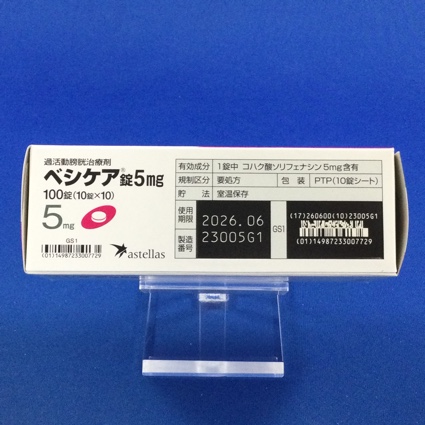 過活動膀胱治療剤
ベシケア®錠5mg
100錠(10錠×10)
5mg
GS1
(01)14987233007729
astellas
有効成分 1錠中 コハク酸ソリフェナシン5mg含有
規制区分 要処方 包装 PTP(10錠シート)
貯法 室温保存
使用期限 2026.06
製造番号 23005G1
GS1
(17)260600(10)23005G1
(01)14987233007729